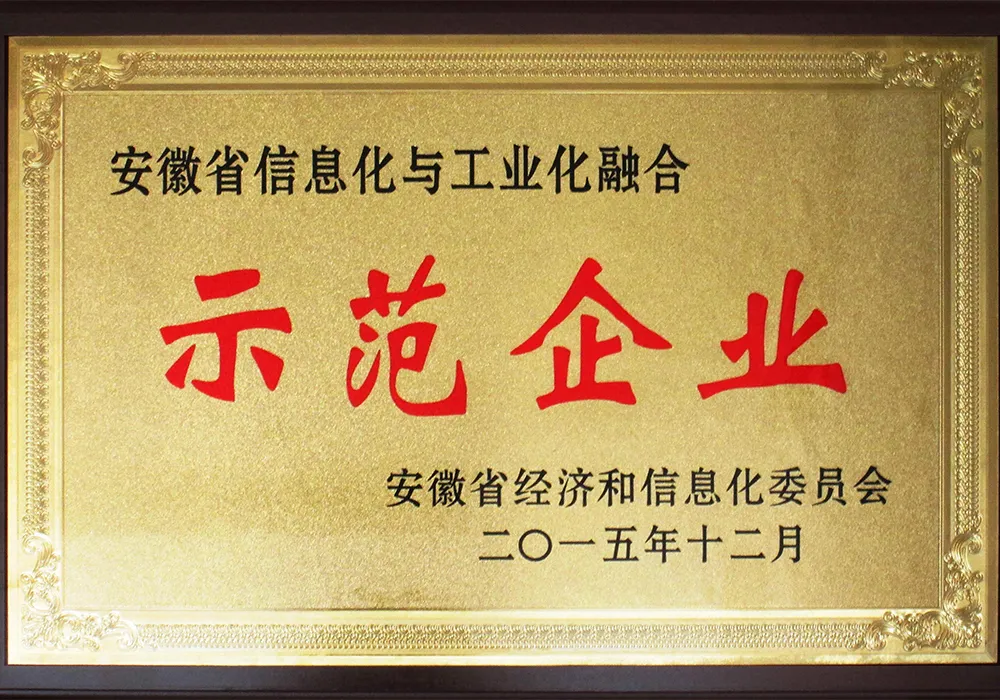 安徽省信息化与工业化融合
示范企业
安徽省经济和信息化委员会
二〇一五年十二月